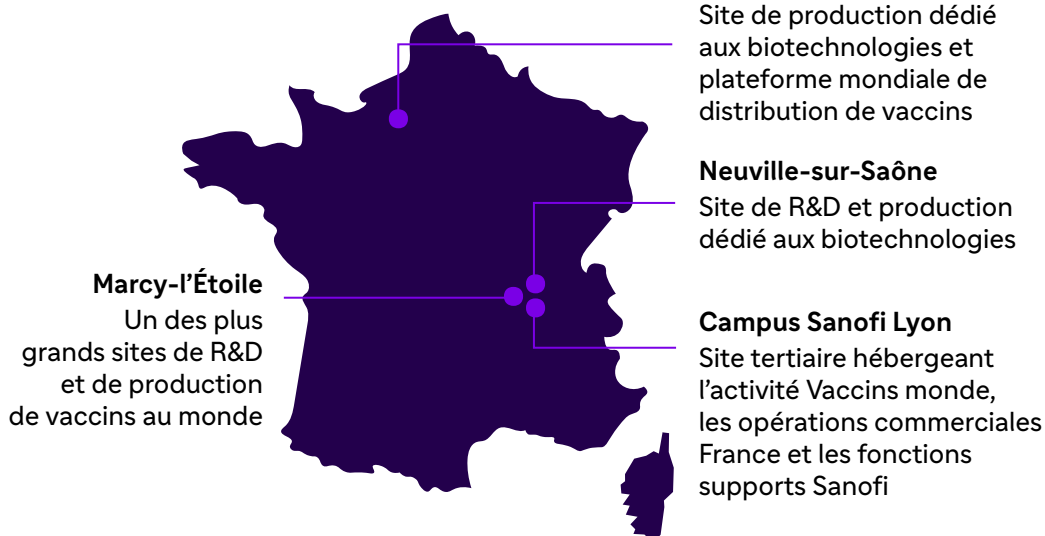 Site de production dédié
aux biotechnologies et
plateforme mondiale de
distribution de vaccins
Neuville-sur-Saône
Site de R&D et production
dédié aux biotechnologies
Marcy-l’Étoile
Un des plus
grands sites de R&D
et de production
de vaccins au monde
Campus Sanofi Lyon
Site tertiaire hébergeant
l’activité Vaccins monde,
les opérations commerciales
France et les fonctions
supports Sanofi